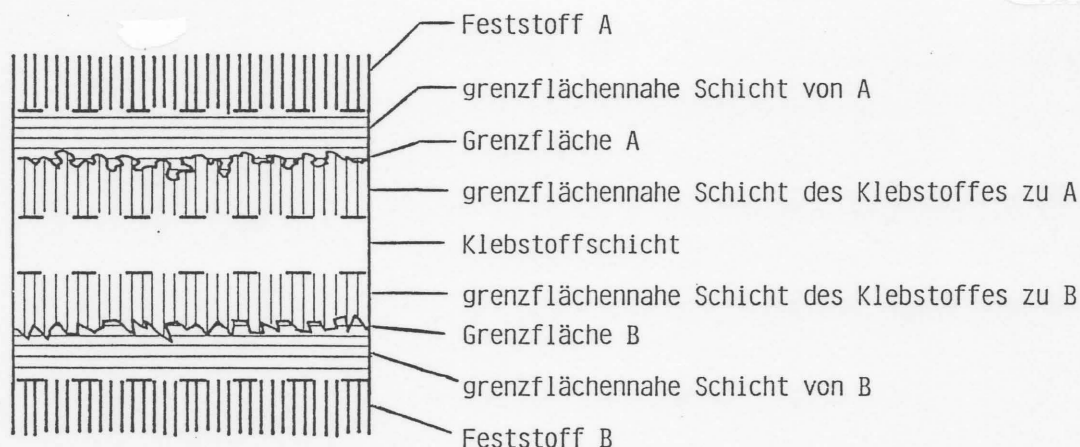 Feststoff A
grenzflächennahe Schicht von A
Grenzfläche A
grenzflächennahe Schicht des Klebstoffes zu A
Klebstoffschicht
grenzflächennahe Schicht des Klebstoffes zu B
Grenzfläche B
grenzflächennahe Schicht von B
Feststoff B